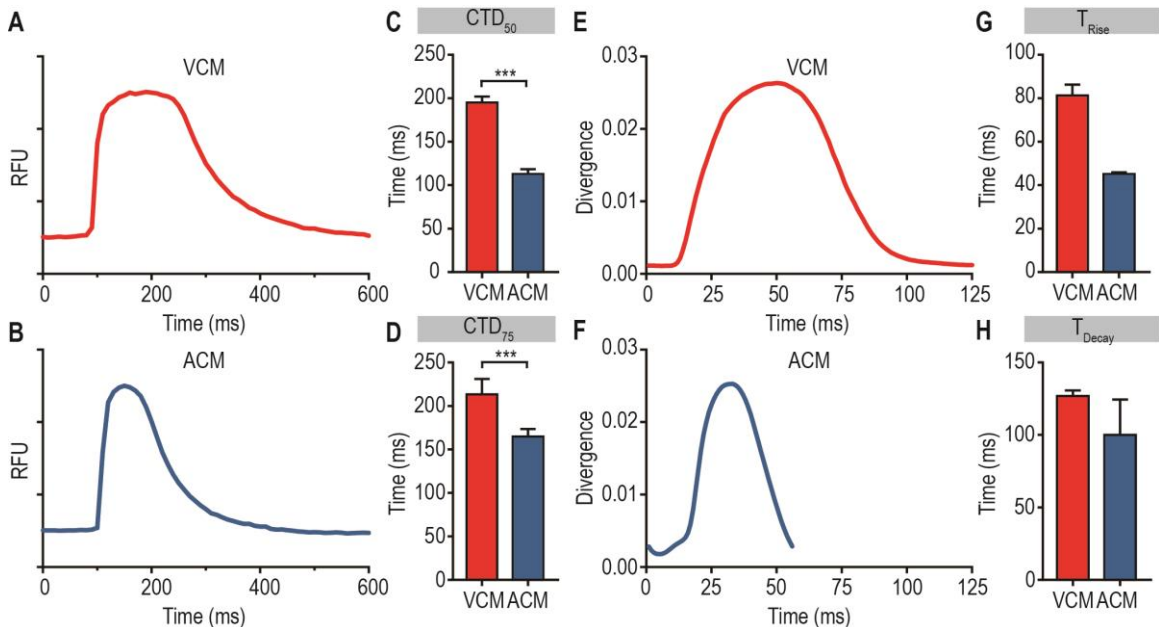 A
VCM
RFU
0
200
400
600
Time (ms)
B
ACM
RFU
0
200
400
600
Time (ms)
C
CTD50
250
200
150
100
50
0
Time (ms)
***
VCM ACM
D
CTD75
250
200
150
100
50
0
Time (ms)
***
VCM ACM
E
VCM
0.03
0.02
0.01
0.00
Divergence
0
25
50
75
100
125
Time (ms)
F
ACM
0.03
0.02
0.01
0.00
Divergence
0
25
50
75
100
125
Time (ms)
G
TRise
100
80
60
40
20
0
Time (ms)
VCM ACM
H
TDecay
150
100
50
0
Time (ms)
VCM ACM